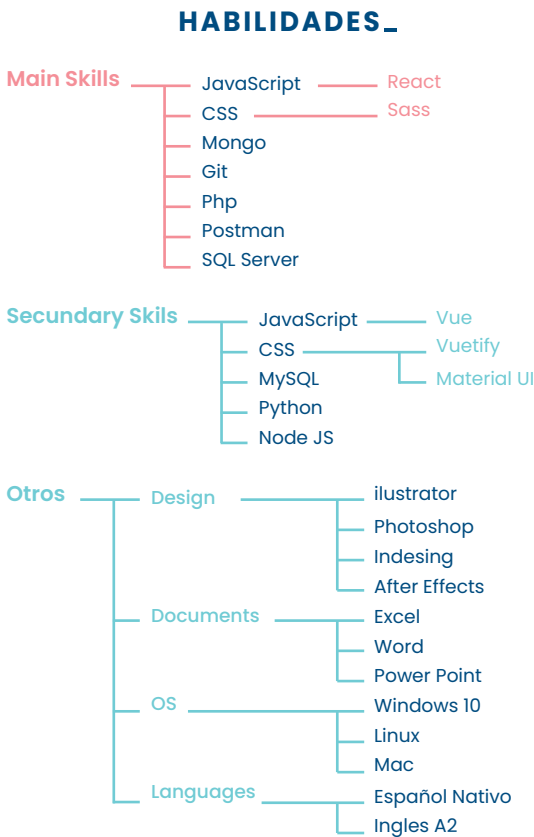 HABILIDADES_
Main Skills JavaScript React
CSS Sass
Mongo
Git
Php
Postman
SQL Server
Secundary Skils JavaScript Vue
CSS Vuetify
MySQL Material UI
Python
Node JS
Otros Design ilustrator
Photoshop
Indesing
After Effects
Documents Excel
Word
Power Point
OS Windows 10
Linux
Mac
Languages Español Nativo
Ingles A2